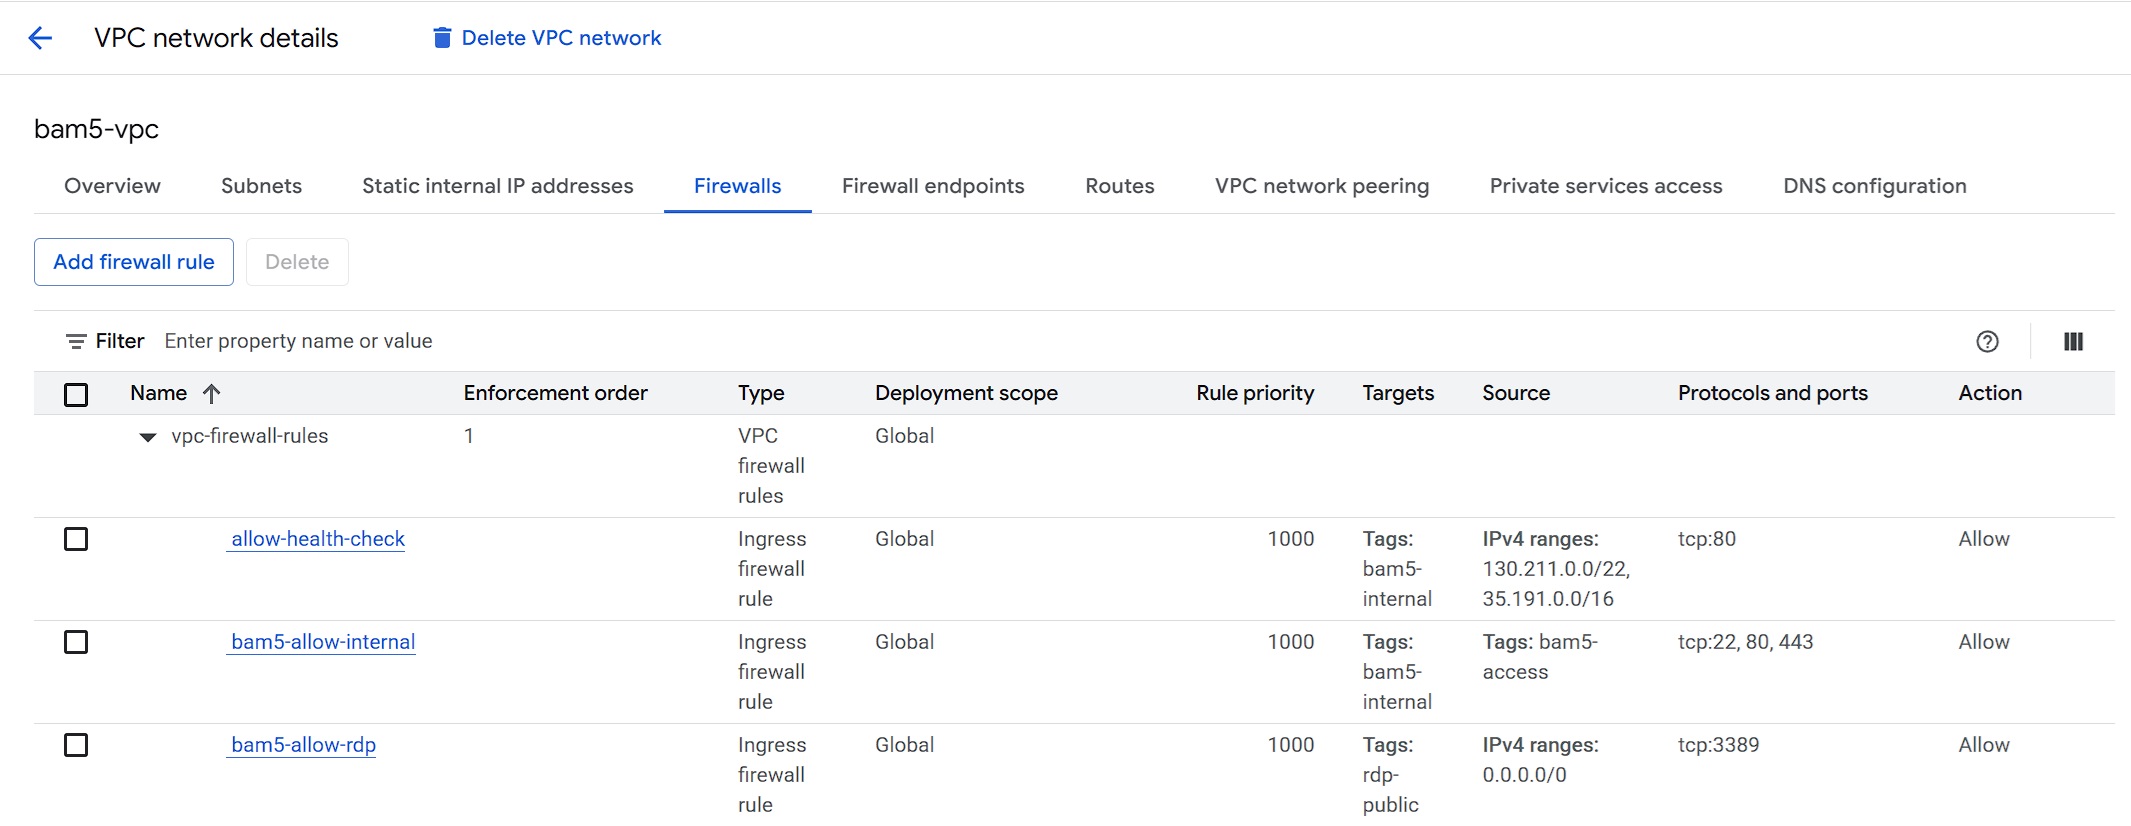 VPC network details
Delete VPC network
bam5-vpc
Overview Subnets Static internal IP addresses Firewalls Firewall endpoints Routes VPC network peering Private services access DNS configuration
Add firewall rule Delete
Filter Enter property name or value
Name Enforcement order Type Deployment scope Rule priority Targets Source Protocols and ports Action
vpc-firewall-rules 1 VPC Global
firewall
rules
allow-health-check Ingress Global 1000 Tags: IPv4 ranges: tcp:80 Allow
firewall bam5- 130.211.0.0/22,
rule internal 35.191.0.0/16
bam5-allow-internal Ingress Global 1000 Tags: Tags: bam5- tcp:22, 80, 443 Allow
firewall bam5- access
rule internal
bam5-allow-rdp Ingress Global 1000 Tags: IPv4 ranges: tcp:3389 Allow
firewall rdp- 0.0.0.0/0
rule public